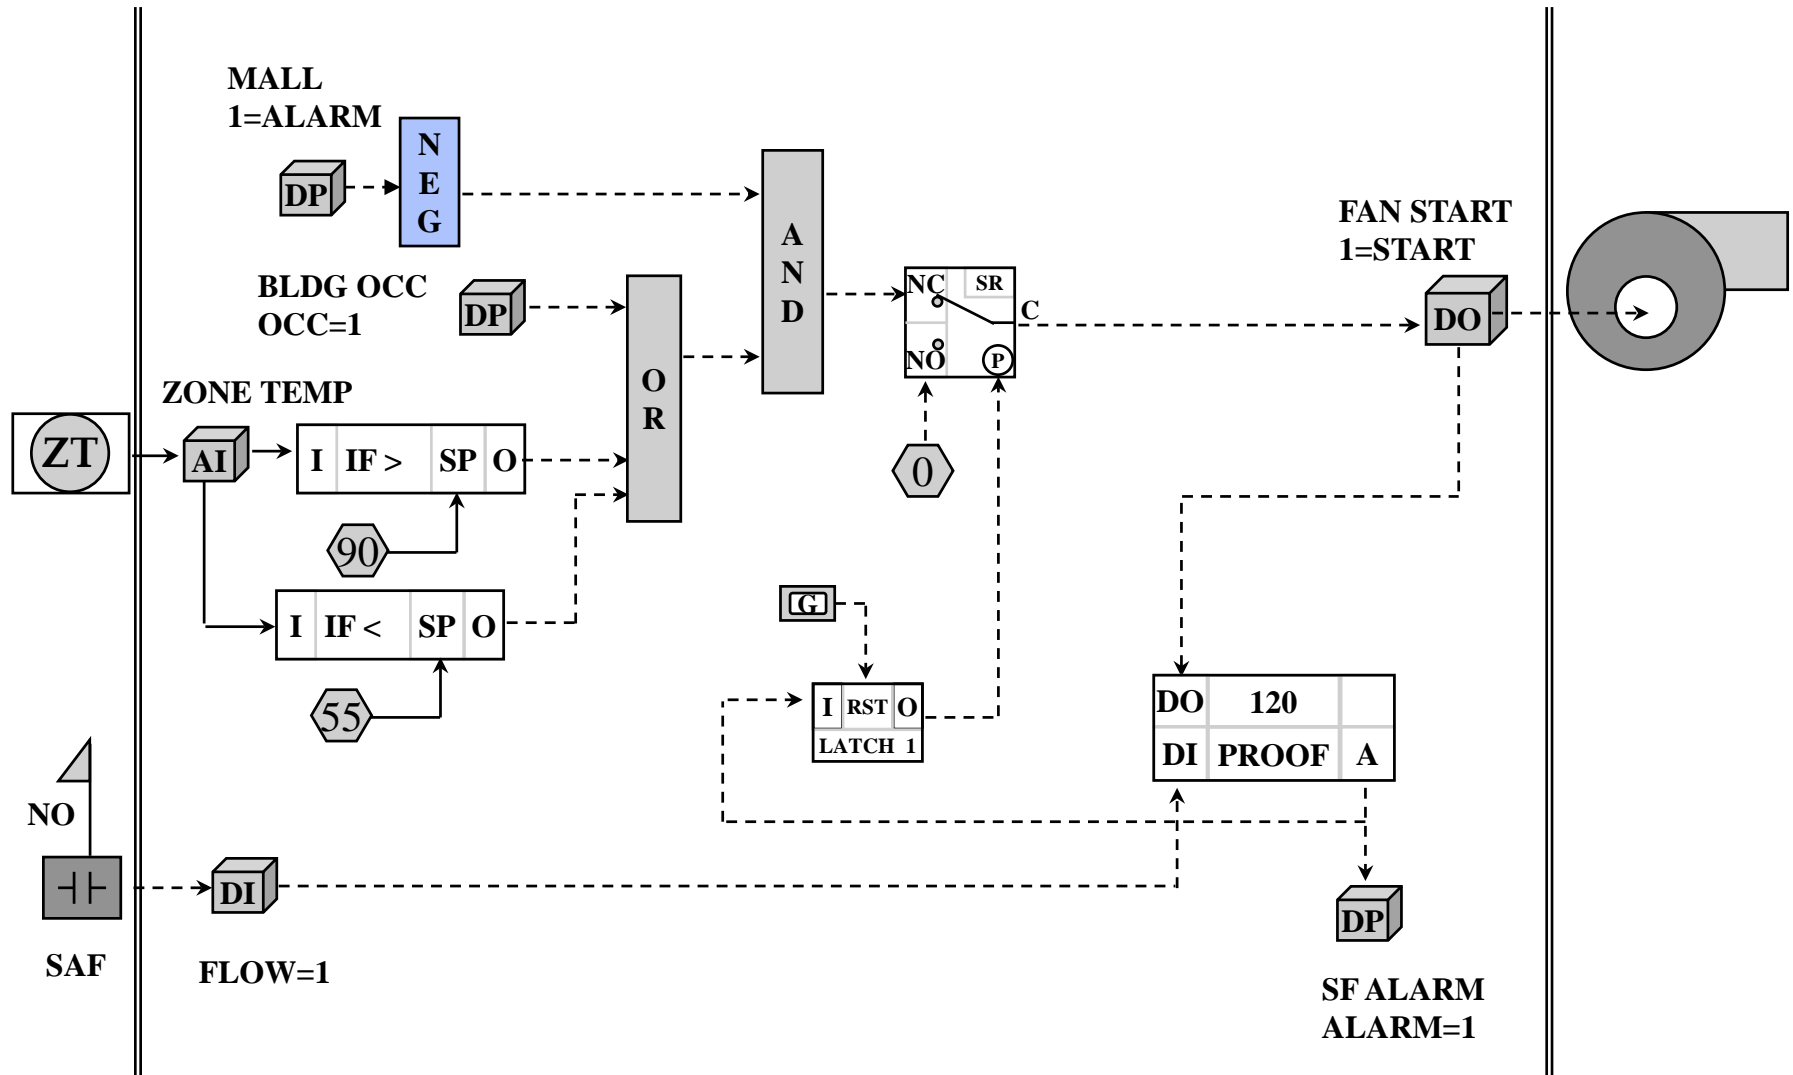 MALL
1=ALARM
DP
N
E
G
BLDG OCC
OCC=1
DP
O
R
A
N
D
NC
SR
C
NO
P
0
FAN START
1=START
DO
ZONE TEMP
ZT
AI
I IF > SP O
90
I IF < SP O
55
G
I RST O
LATCH 1
DO 120
DI PROOF A
NO
SAF
DI
FLOW=1
DP
SF ALARM
ALARM=1